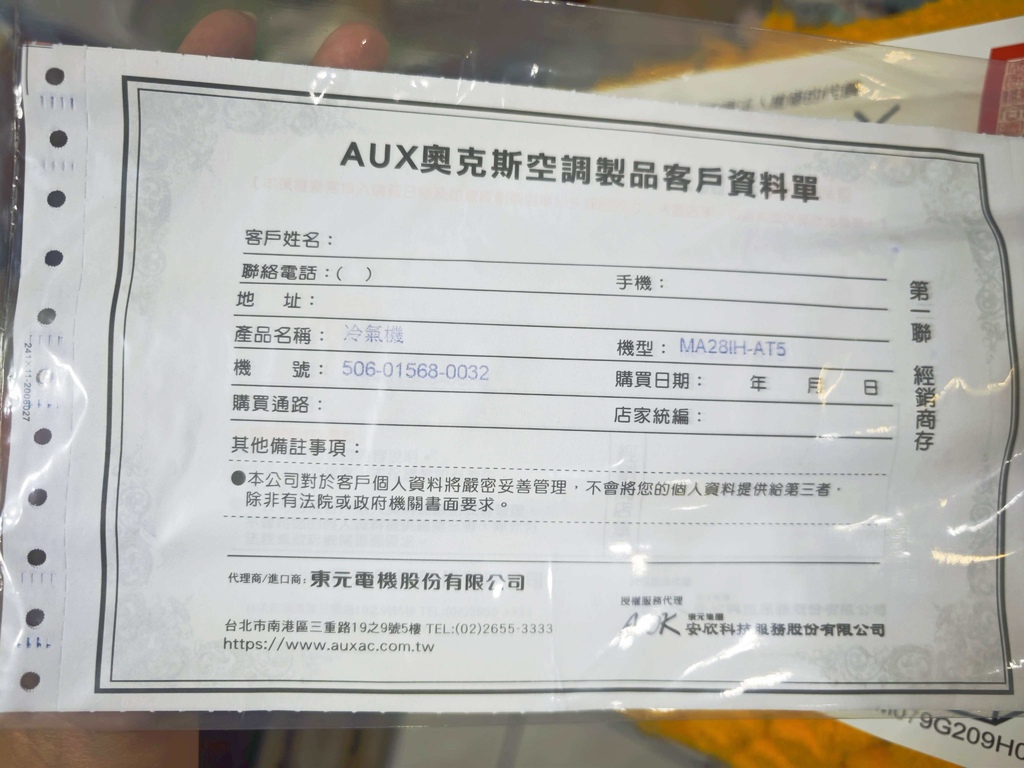 AUX奧克斯空調製品客戶資料單
客戶姓名：
聯絡電話：( )
手機：
地 址：
產品名稱： 冷氣機
機型： MA28IH-AT5
機 號： 506-01568-0032
購買日期： 年 月 日
購買通路：
店家統編：
其他備註事項：
●本公司對於客戶個人資料將嚴密妥善管理，不會將您的個人資料提供給第三者，
除非有法院或政府機關書面要求。
代理商/進口商：東元電機股份有限公司
台北市南港區三重路19之9號5樓 TEL:(02)2655-3333
https://www.auxac.com.tw
授權服務代理
AOK 東元集團
安欣科技服務股份有限公司
第一聯 經銷商存
079G209H0